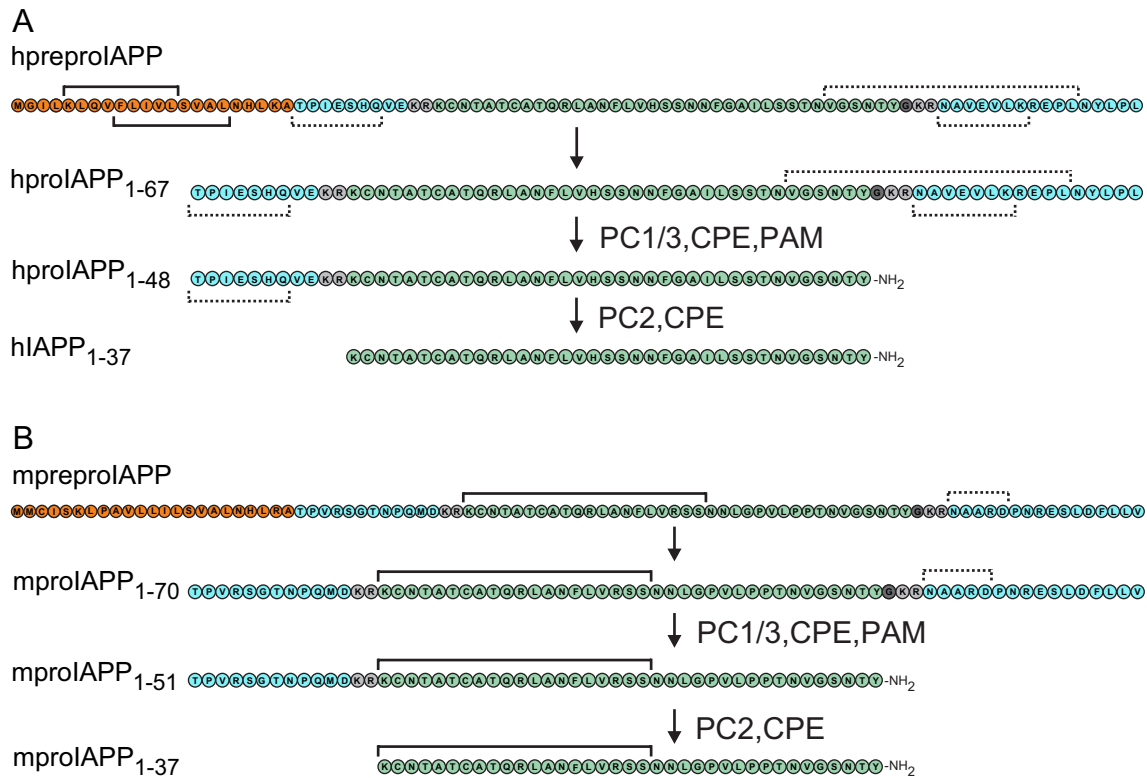 A
hpreproIAPP
MGILKLQVFLIVLSVALNHLKATPIESHQVEKRKCNTATCATQRLANFLVHSSNNFGAILSSTNVGSNTYGKRNAVEVLKREPLNYLPL
hproIAPP1-67 TPIESHQVEKRKCNTATCATQRLANFLVHSSNNFGAILSSTNVGSNTYGKRNAVEVLKREPLNYLPL
PC1/3,CPE,PAM
hproIAPP1-48 TPIESHQVEKRKCNTATCATQRLANFLVHSSNNFGAILSSTNVGSNTY-NH2
PC2,CPE
hIAPP1-37 KCNTATCATQRLANFLVHSSNNFGAILSSTNVGSNTY-NH2
B
mpreproIAPP
MMCISKLPAVLLILSVALNHLRATPVRSGTNPQMDKRKCNTATCATQRLANFLVRSSNNLGPVLPPTNVGSNTYGKRNAARDPNRESLDFLLV
mproIAPP1-70 TPVRSGTNPQMDKRKCNTATCATQRLANFLVRSSNNLGPVLPPTNVGSNTYGKRNAARDPNRESLDFLLV
PC1/3,CPE,PAM
mproIAPP1-51 TPVRSGTNPQMDKRKCNTATCATQRLANFLVRSSNNLGPVLPPTNVGSNTY-NH2
PC2,CPE
mproIAPP1-37 KCNTATCATQRLANFLVRSSNNLGPVLPPTNVGSNTY-NH2